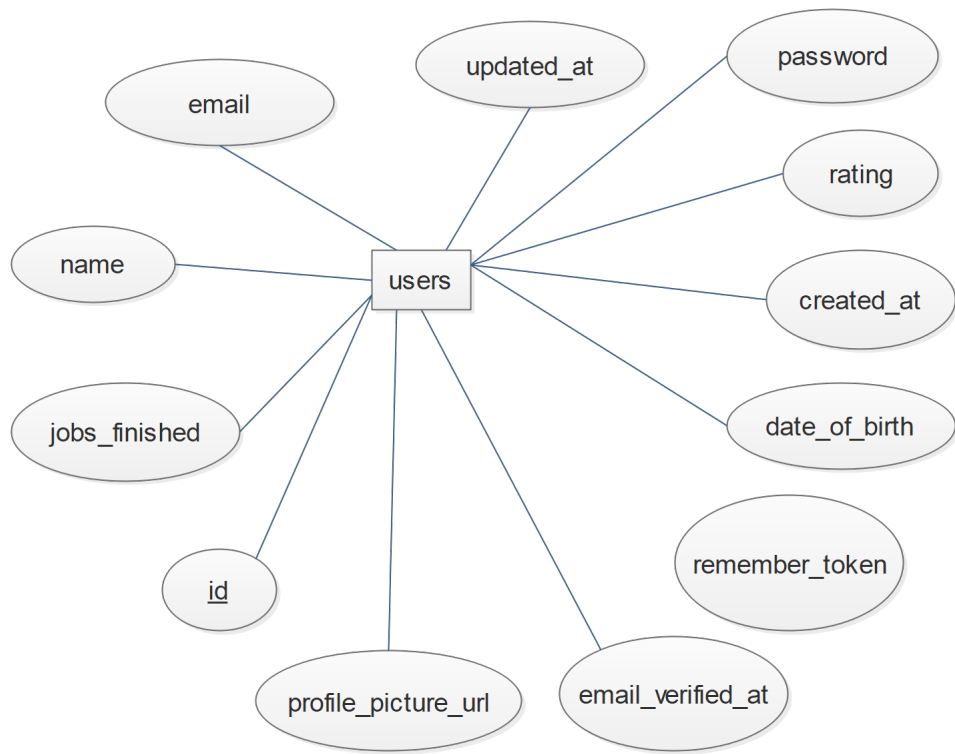 updated_at
password
email
rating
name
users
created_at
jobs_finished
date_of_birth
remember_token
id
profile_picture_url
email_verified_at